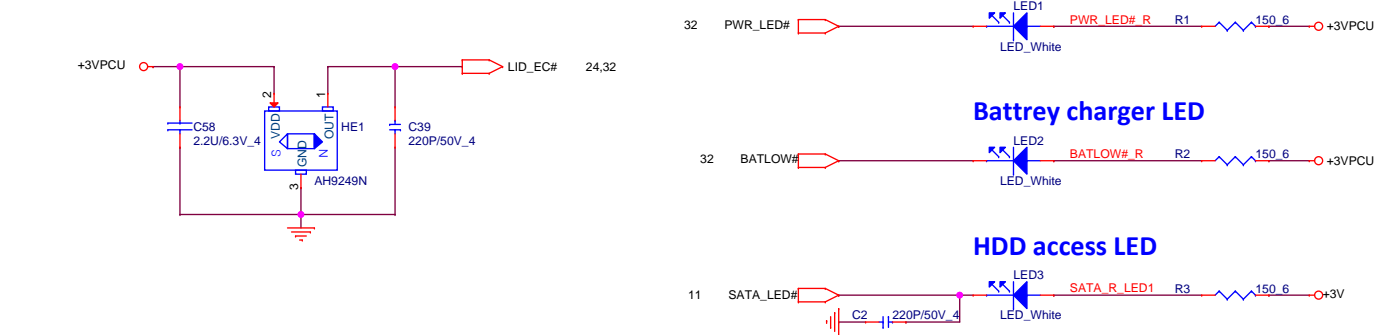 +3VPCU
LID_EC#
24,32
C58
2.2U/6.3V_4
2
VDD
1
OUT
HE1
S
N
GND
3
AH9249N
C39
220P/50V_4
32
PWR_LED#
LED1
LED_White
PWR_LED#_R
R1
150_6
+3VPCU
Battrey charger LED
32
BATLOW#
LED2
LED_White
BATLOW#_R
R2
150_6
+3VPCU
HDD access LED
11
SATA_LED#
LED3
LED_White
SATA_R_LED1
R3
150_6
+3V
C2
220P/50V_4